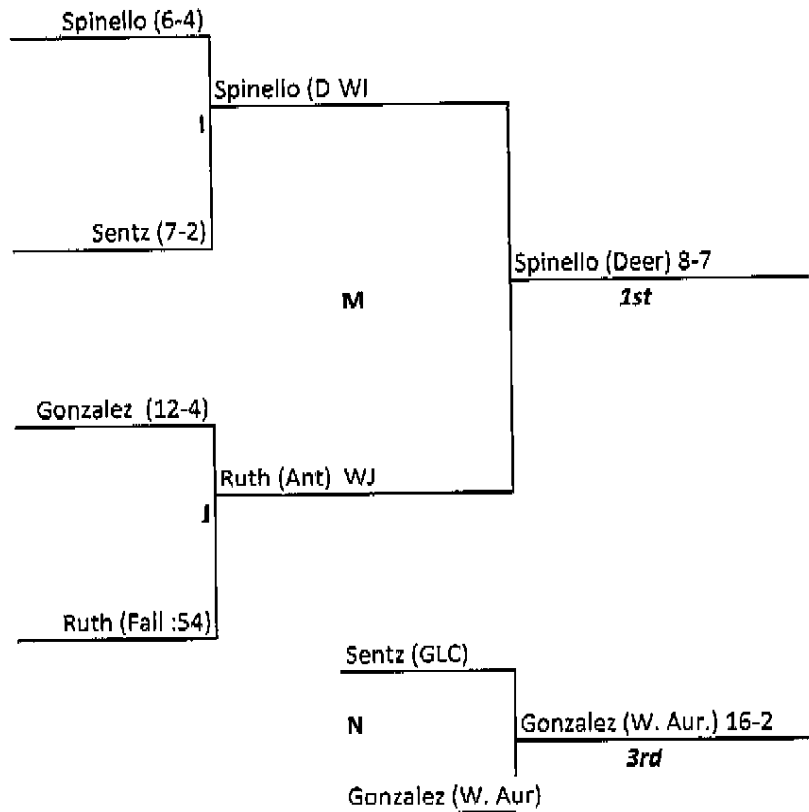 Spinello (6-4)
Spinello (D WI
I
Sentz (7-2)
Spinello (Deer) 8-7
1st
M
Gonzalez (12-4)
Ruth (Ant) WJ
J
Ruth (Fall :54)
Sentz (GLC)
N
Gonzalez (W. Aur.) 16-2
3rd
Gonzalez (W. Aur)